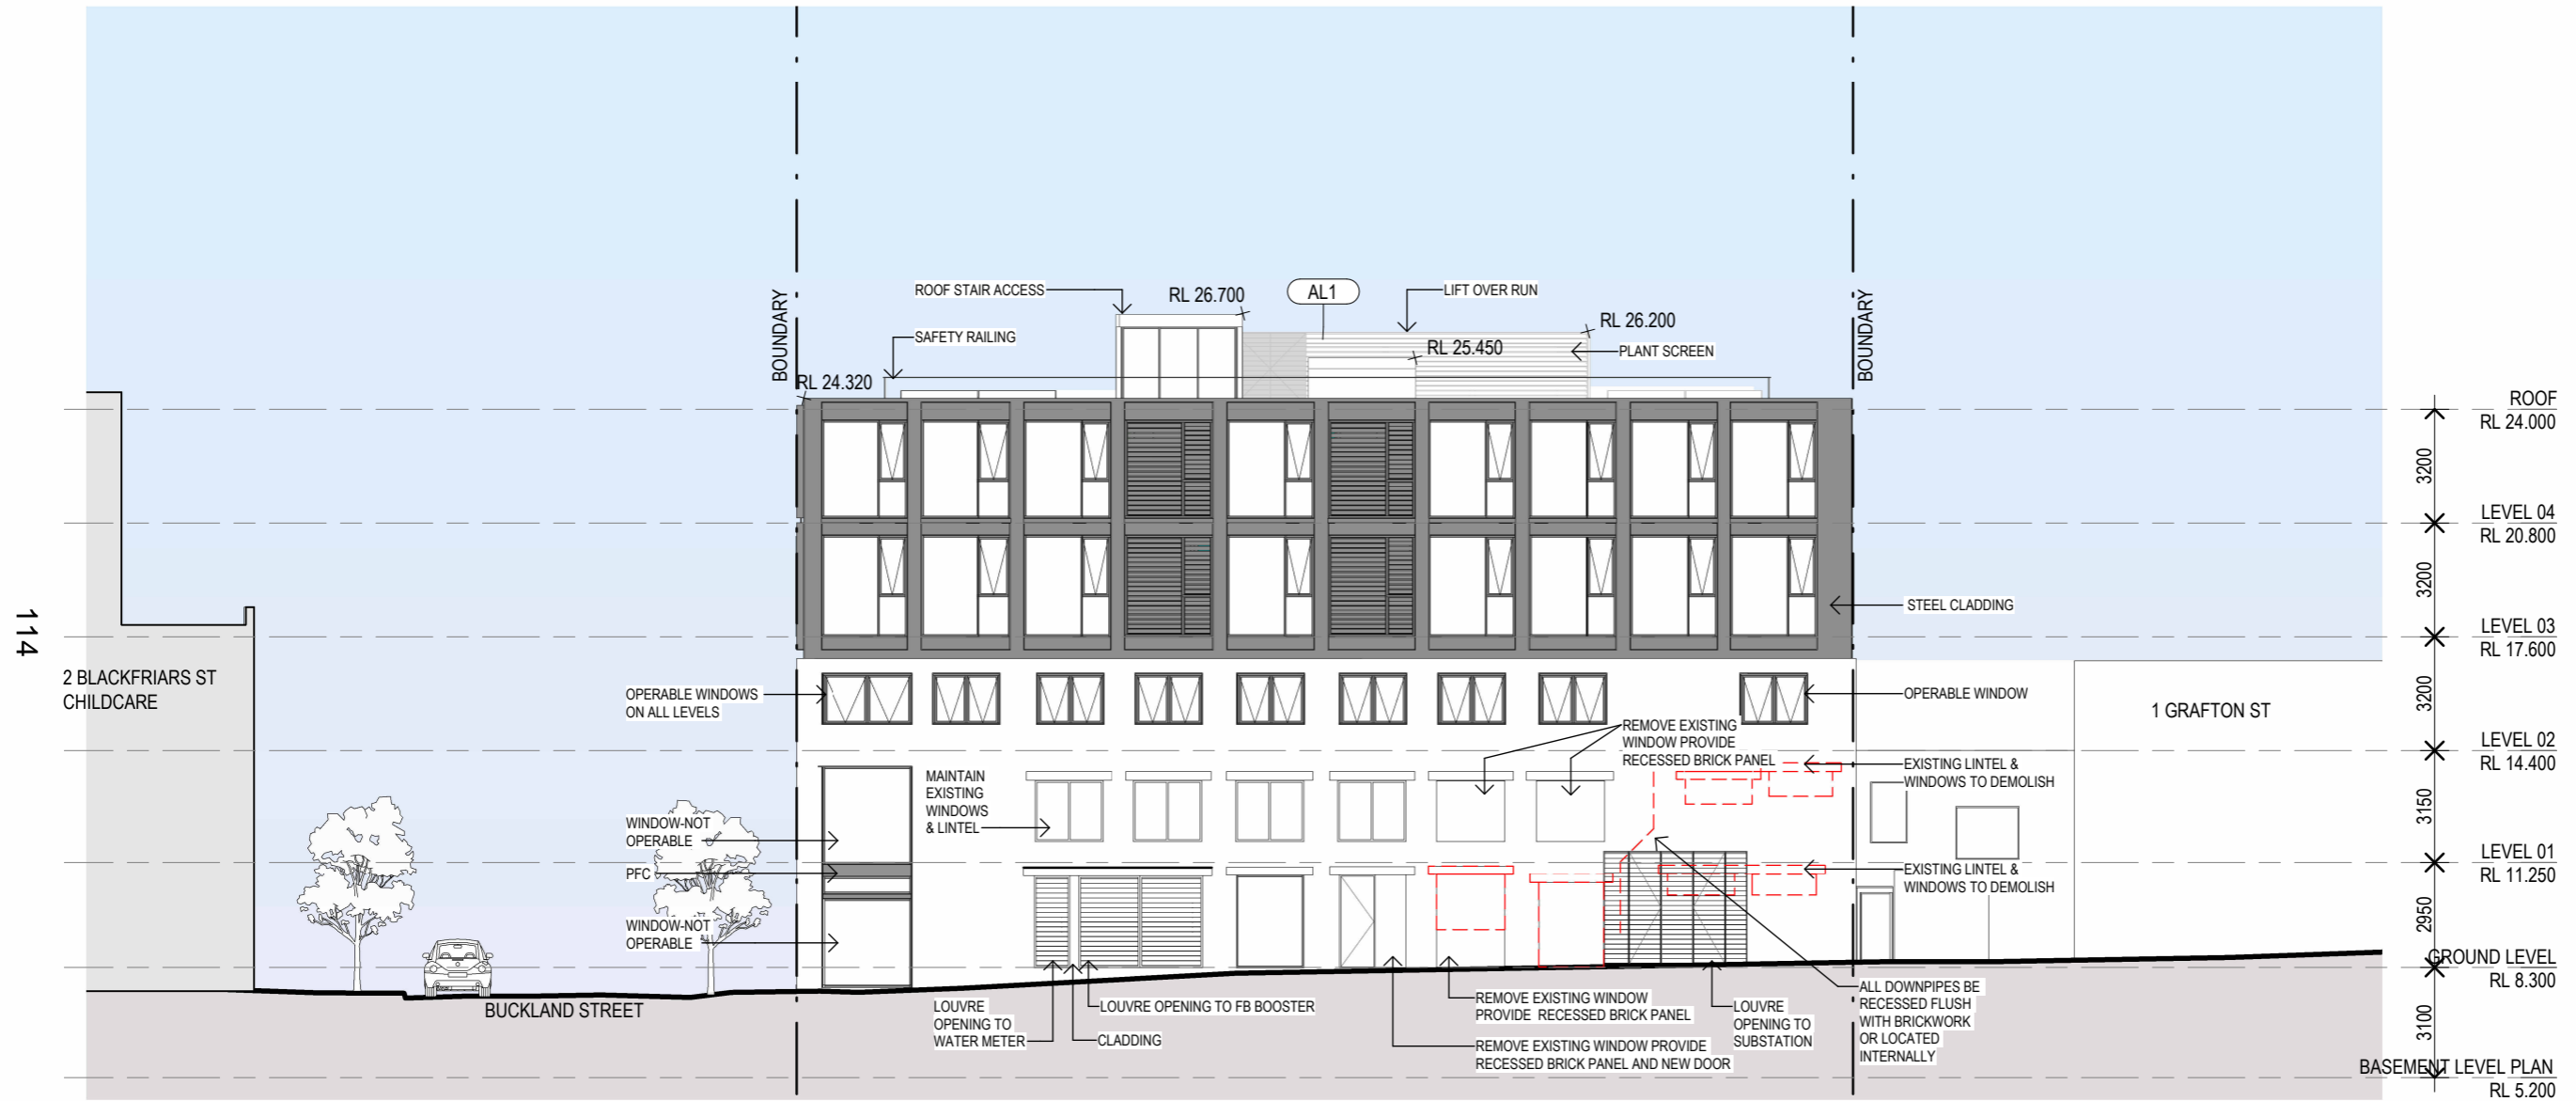 ROOF STAIR ACCESS
RL 26.700
AL1
LIFT OVER RUN
BOUNDARY
SAFETY RAILING
RL 26.200
RL 25.450
PLANT SCREEN
BOUNDARY
RL 24.320
ROOF
RL 24.000
3200
LEVEL 04
RL 20.800
3200
STEEL CLADDING
LEVEL 03
RL 17.600
114
2 BLACKFRIARS ST
CHILDCARE
OPERABLE WINDOWS
ON ALL LEVELS
OPERABLE WINDOW
1 GRAFTON ST
3200
REMOVE EXISTING
WINDOW PROVIDE
RECESSED BRICK PANEL
LEVEL 02
RL 14.400
MAINTAIN
EXISTING
WINDOWS
& LINTEL
EXISTING LINTEL &
WINDOWS TO DEMOLISH
3150
WINDOW-NOT
OPERABLE
LEVEL 01
RL 11.250
PFC
EXISTING LINTEL &
WINDOWS TO DEMOLISH
2950
WINDOW-NOT
OPERABLE
GROUND LEVEL
RL 8.300
BUCKLAND STREET
LOUVRE
OPENING TO
WATER METER
LOUVRE OPENING TO FB BOOSTER
CLADDING
REMOVE EXISTING WINDOW
PROVIDE RECESSED BRICK PANEL
REMOVE EXISTING WINDOW PROVIDE
RECESSED BRICK PANEL AND NEW DOOR
LOUVRE
OPENING TO
SUBSTATION
ALL DOWNPIPES BE
RECESSED FLUSH
WITH BRICKWORK
OR LOCATED
INTERNALLY
3100
BASEMENT LEVEL PLAN
RL 5.200